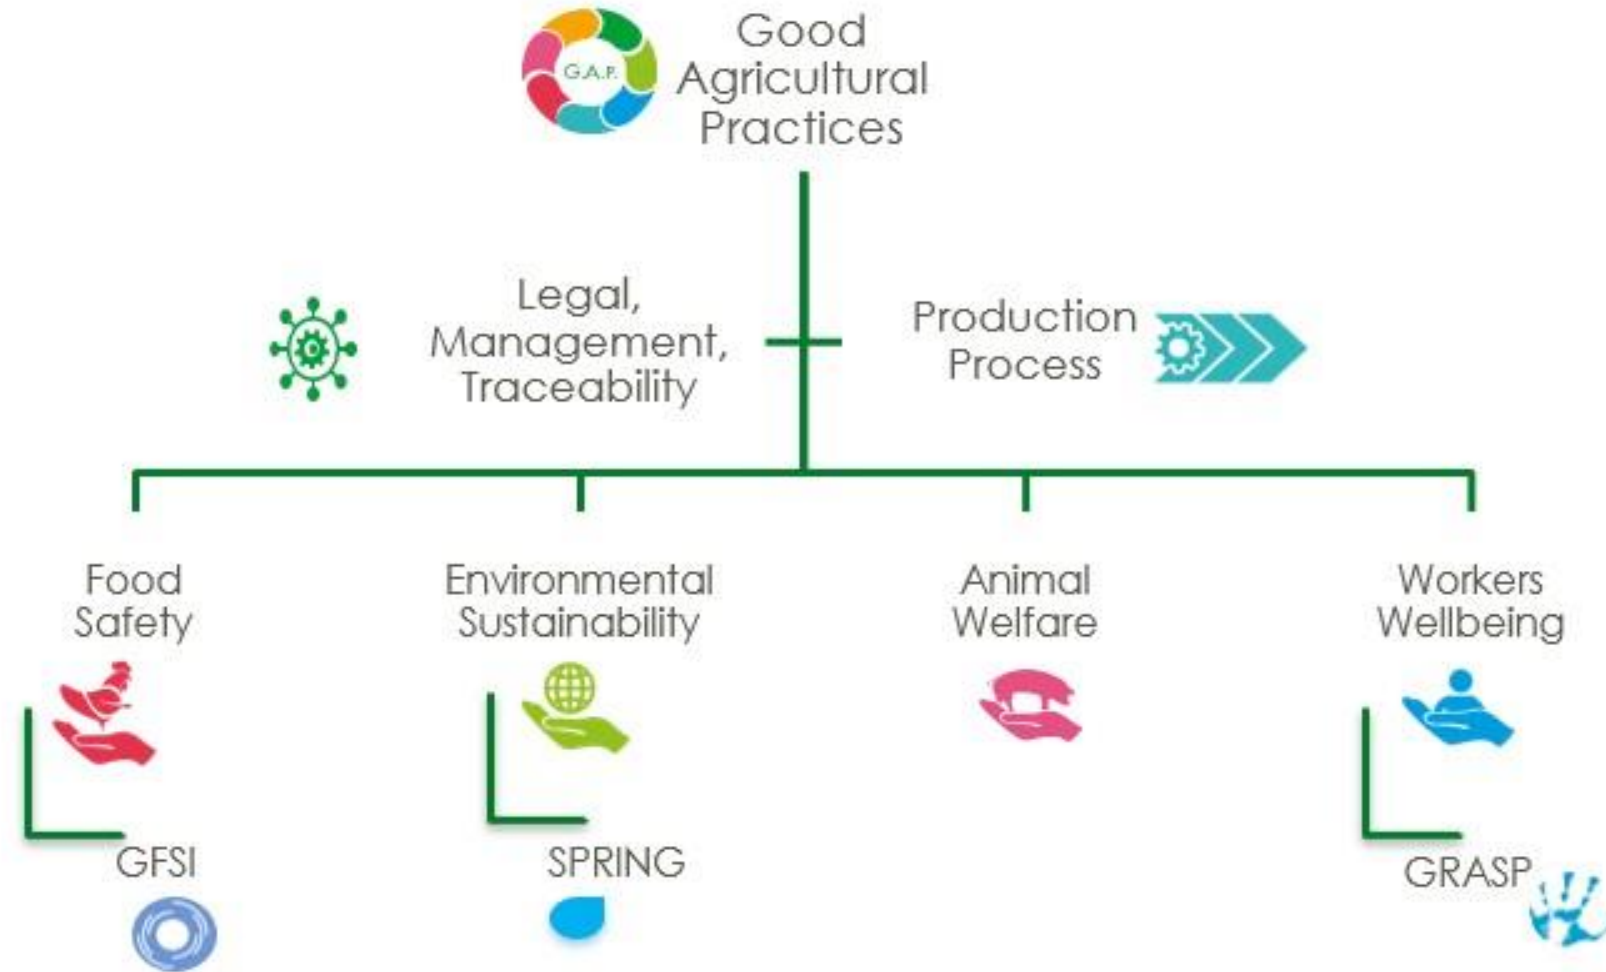 G.A.P.
Good
Agricultural
Practices
Legal,
Management,
Traceability
Production
Process
Food
Safety
Environmental
Sustainability
Animal
Welfare
Workers
Wellbeing
GFSI
SPRING
GRASP